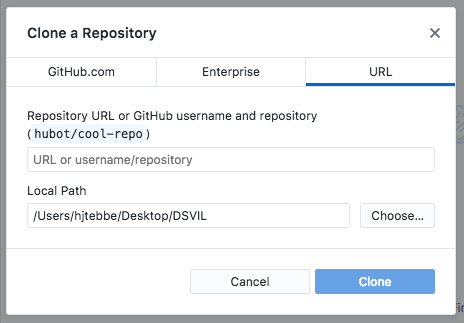 Clone a Repository
GitHub.com Enterprise URL
Repository URL or GitHub username and repository
(hubot/cool-repo)
URL or username/repository
Local Path
/Users/hjtebbe/Desktop/DSVIL Choose...
Cancel Clone